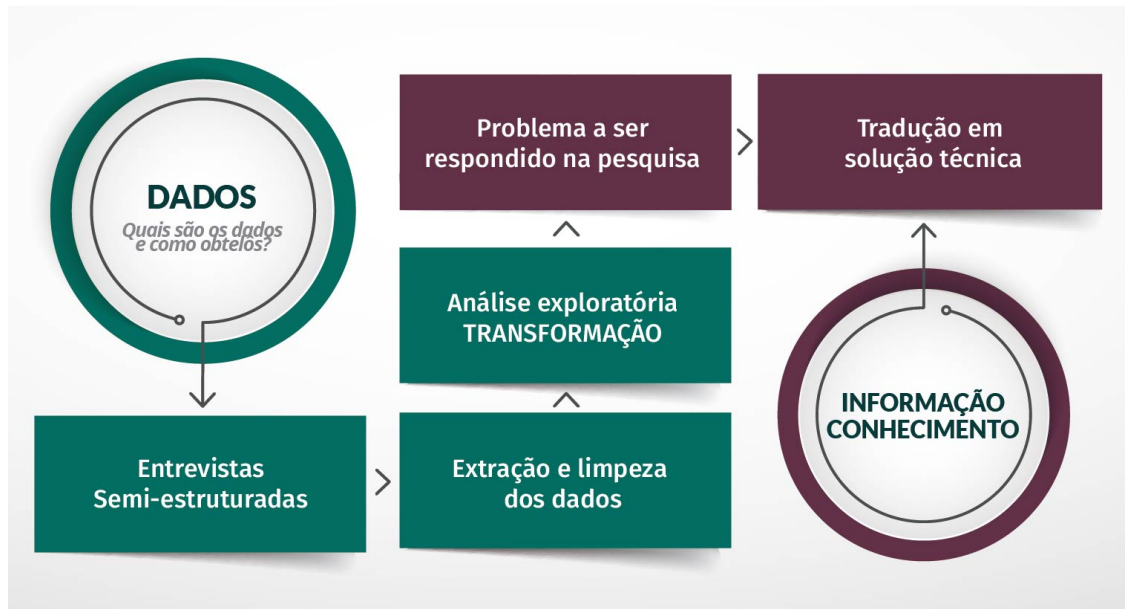 DADOS
Quais são os dados
e como obtelos?
Entrevistas
Semi-estruturadas
Extração e limpeza
dos dados
Análise exploratória
TRANSFORMAÇÃO
Problema a ser
respondido na pesquisa
Tradução em
solução técnica
INFORMAÇÃO
CONHECIMENTO